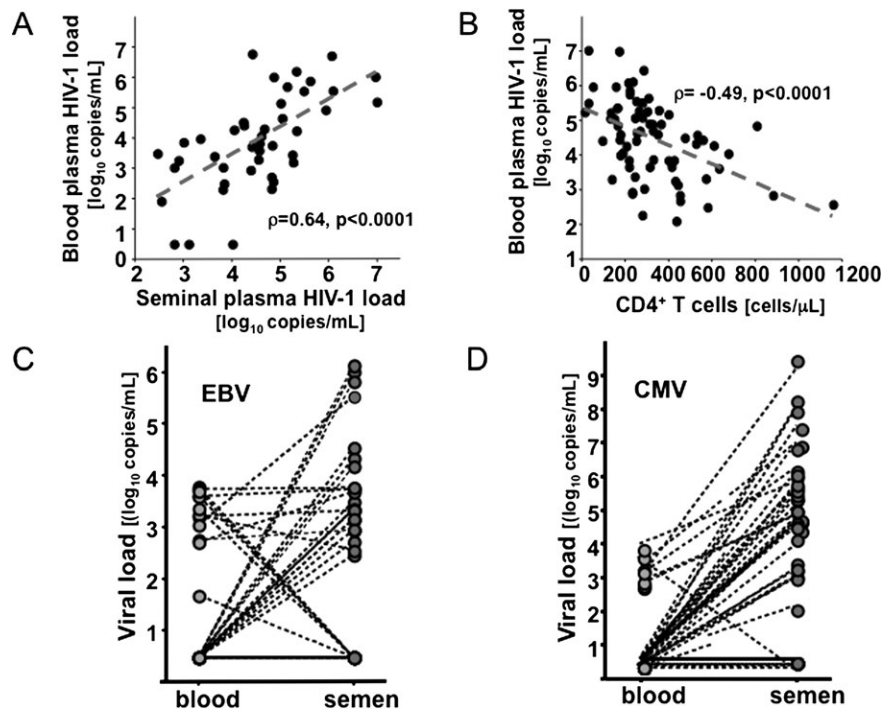 A
Blood plasma HIV-1 load
[log₁₀ copies/mL]
7
6
5
4
3
2
1
0
ρ=0.64, p<0.0001
2 3 4 5 6 7
Seminal plasma HIV-1 load
[log₁₀ copies/mL]
B
Blood plasma HIV-1 load
[log₁₀ copies/mL]
7
6
5
4
3
2
1
ρ= -0.49, p<0.0001
0 200 400 600 800 1000 1200
CD4⁺ T cells [cells/μL]
C
Viral load [(log₁₀ copies/mL]
6
5
4
3
2
1
EBV
blood semen
D
Viral load [(log₁₀ copies/mL]
9
8
7
6
5
4
3
2
1
CMV
blood semen